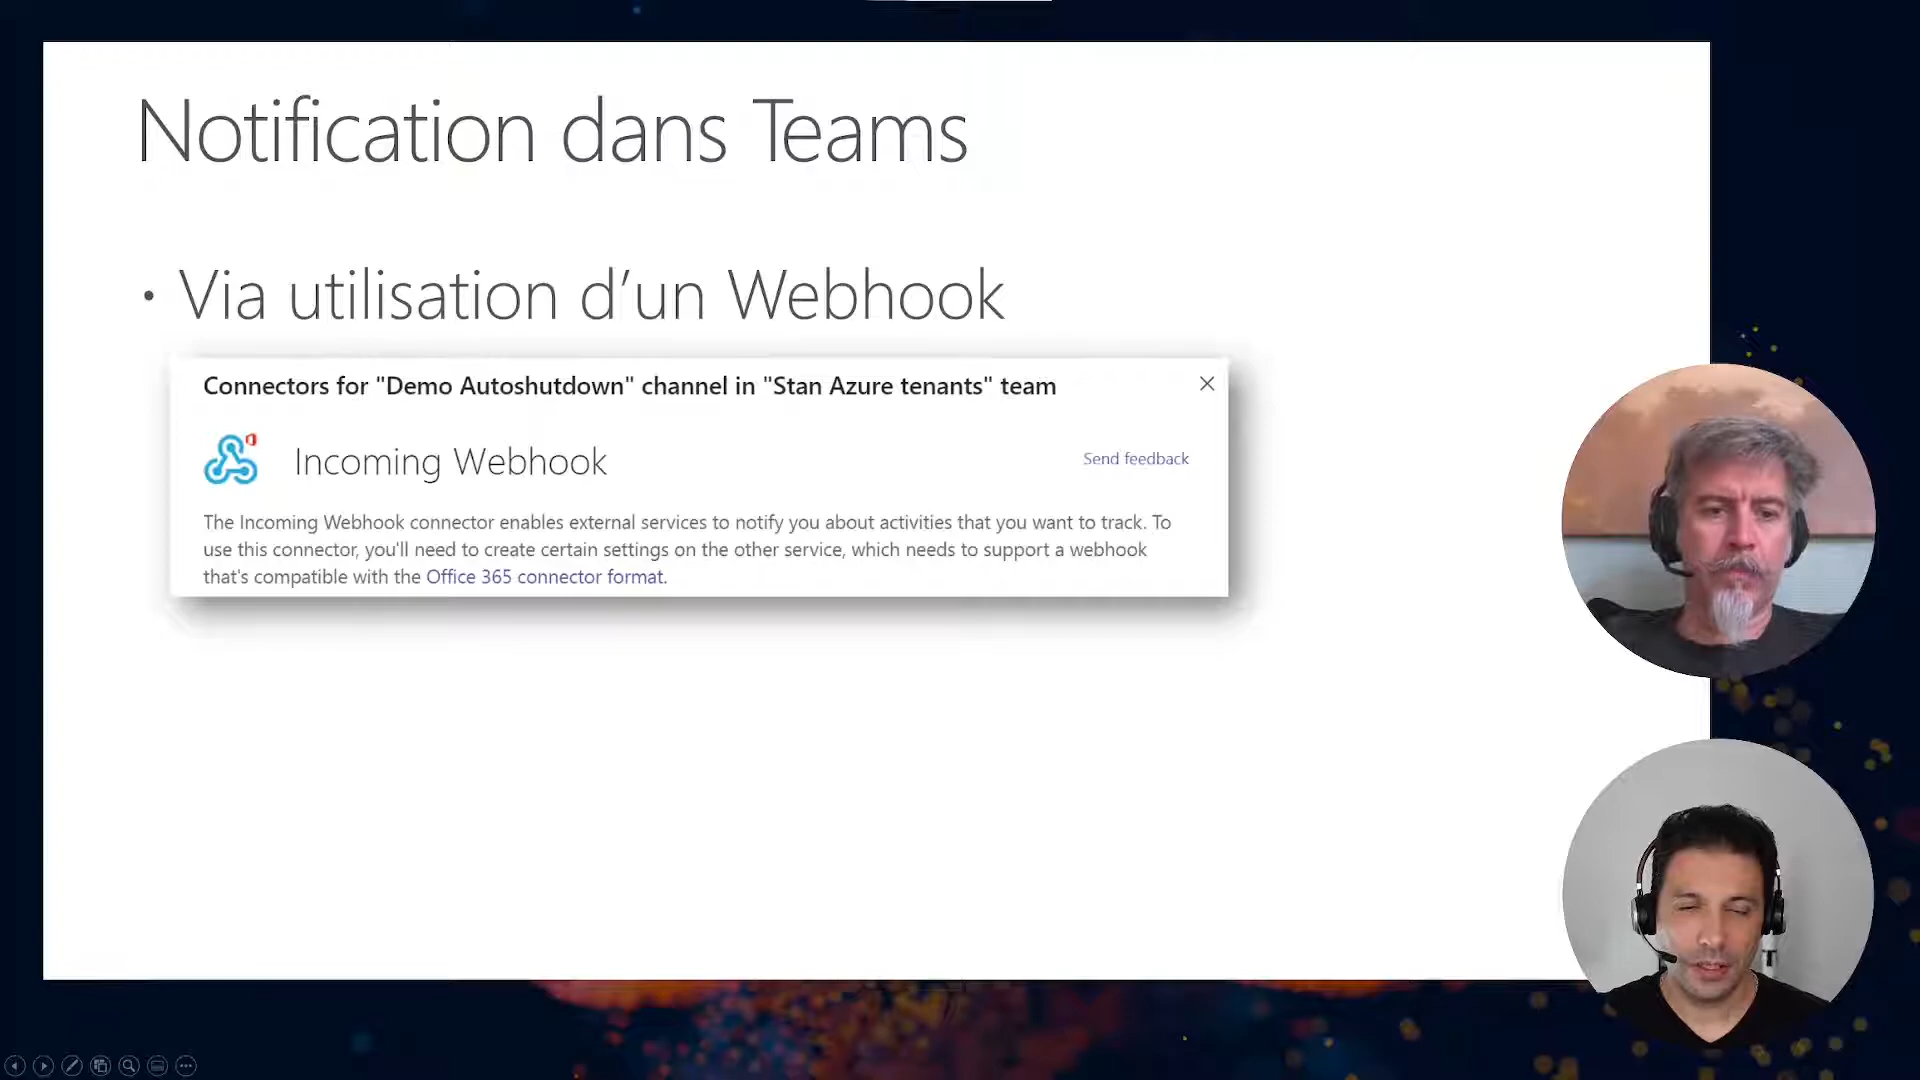 Notification dans Teams
• Via utilisation d’un Webhook
Connectors for "Demo Autoshutdown" channel in "Stan Azure tenants" team
Incoming Webhook
Send feedback
The Incoming Webhook connector enables external services to notify you about activities that you want to track. To
use this connector, you'll need to create certain settings on the other service, which needs to support a webhook
that's compatible with the Office 365 connector format.